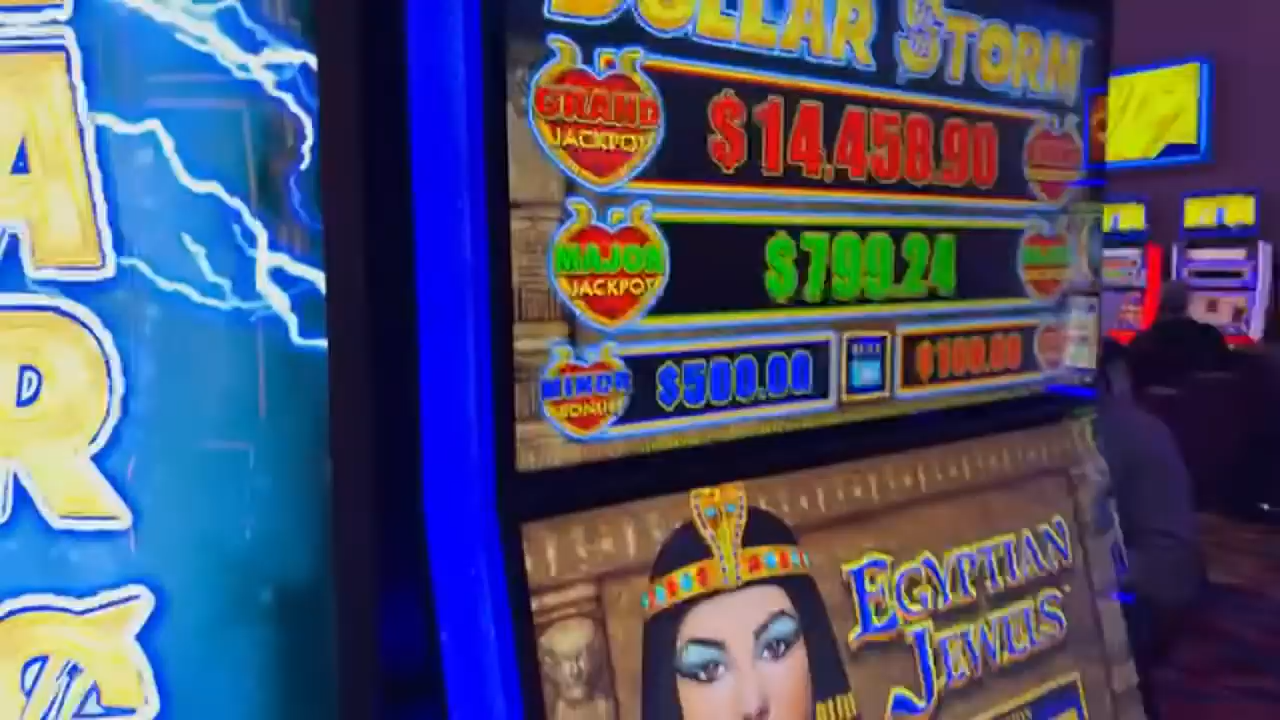 DOLLAR STORM
GRAND
JACKPOT
$14,458.90
MAJOR
JACKPOT
$799.24
MINOR
BONUS
$500.00
$100.00
EGYPTIAN
JEWELS
A
R